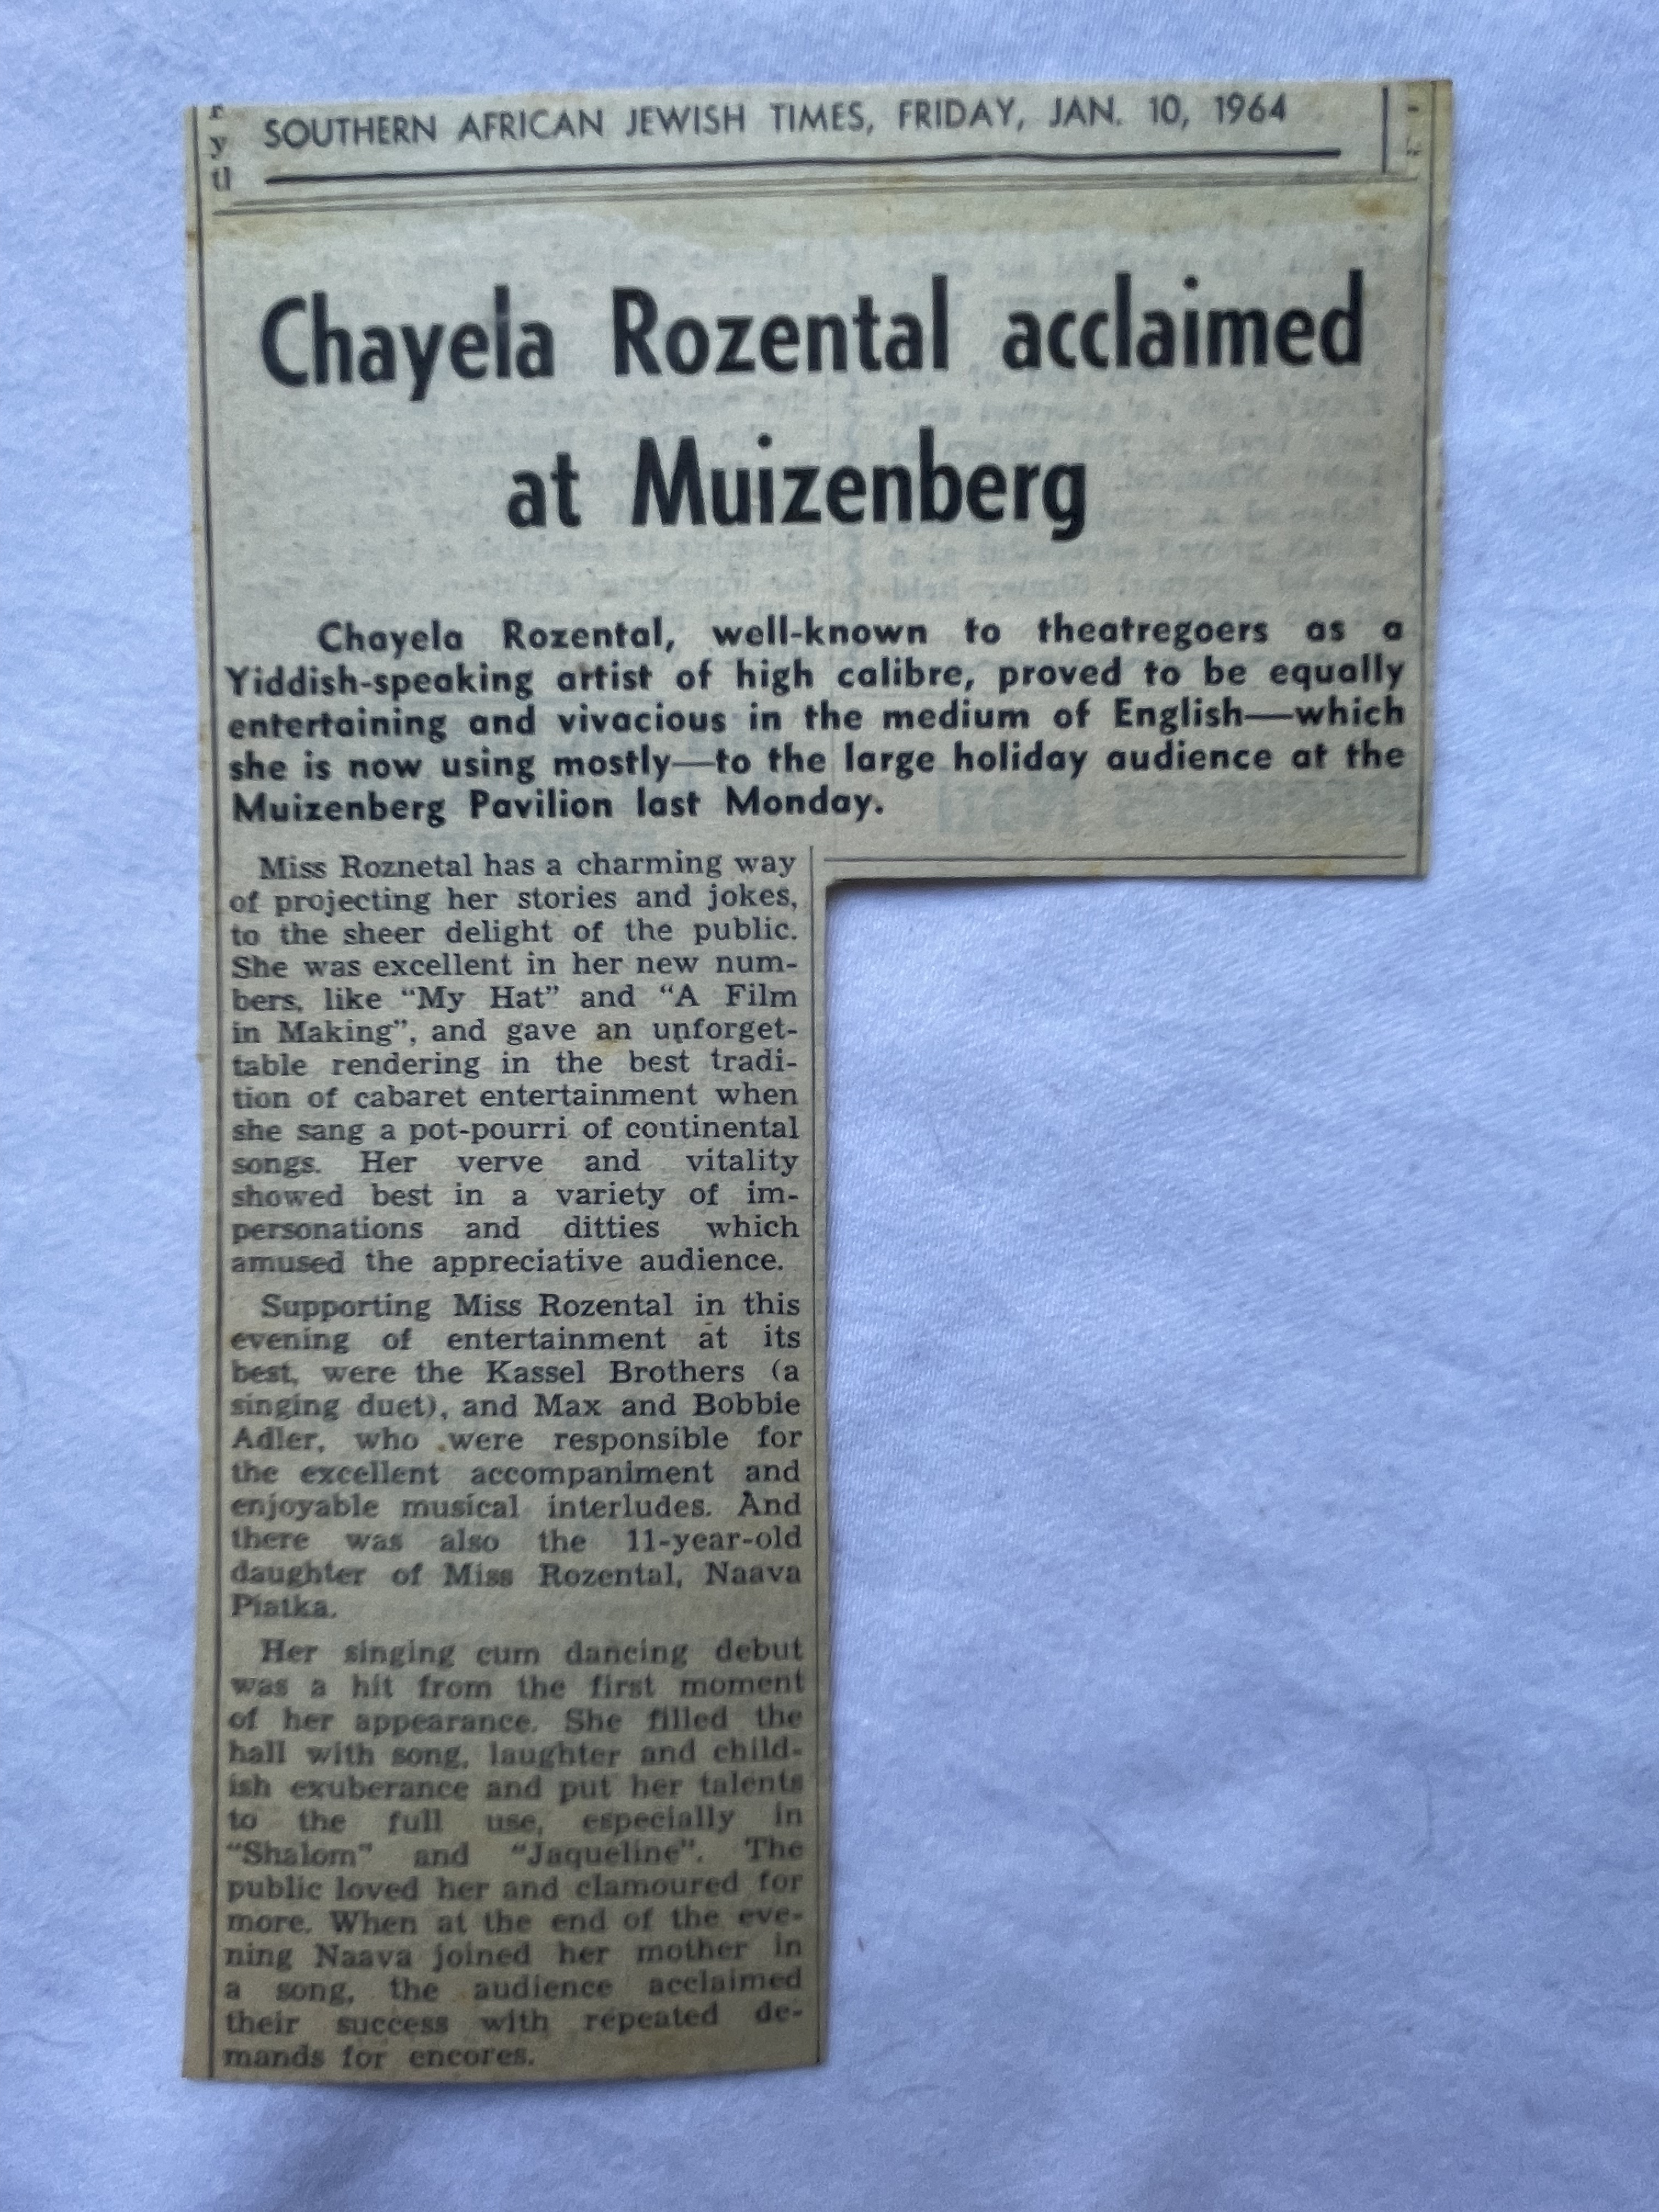 r
y
tl
SOUTHERN AFRICAN JEWISH TIMES, FRIDAY, JAN. 10, 1964
Chayela Rozental acclaimed
at Muizenberg
Chayela Rozental, well-known to theatregoers as a
Yiddish-speaking artist of high calibre, proved to be equally
entertaining and vivacious in the medium of English—which
she is now using mostly—to the large holiday audience at the
Muizenberg Pavilion last Monday.
Miss Roznetal has a charming way
of projecting her stories and jokes,
to the sheer delight of the public.
She was excellent in her new num-
bers, like "My Hat" and "A Film
in Making", and gave an unforget-
table rendering in the best tradi-
tion of cabaret entertainment when
she sang a pot-pourri of continental
songs. Her verve and vitality
showed best in a variety of im-
personations and ditties which
amused the appreciative audience.
Supporting Miss Rozental in this
evening of entertainment at its
best, were the Kassel Brothers (a
singing duet), and Max and Bobbie
Adler, who were responsible for
the excellent accompaniment and
enjoyable musical interludes. And
there was also the 11-year-old
daughter of Miss Rozental, Naava
Piatka.
Her singing cum dancing debut
was a hit from the first moment
of her appearance. She filled the
hall with song, laughter and child-
ish exuberance and put her talents
to the full use, especially in
"Shalom" and "Jaqueline". The
public loved her and clamoured for
more. When at the end of the eve-
ning Naava joined her mother in
a song, the audience acclaimed
their success with repeated de-
mands for encores.